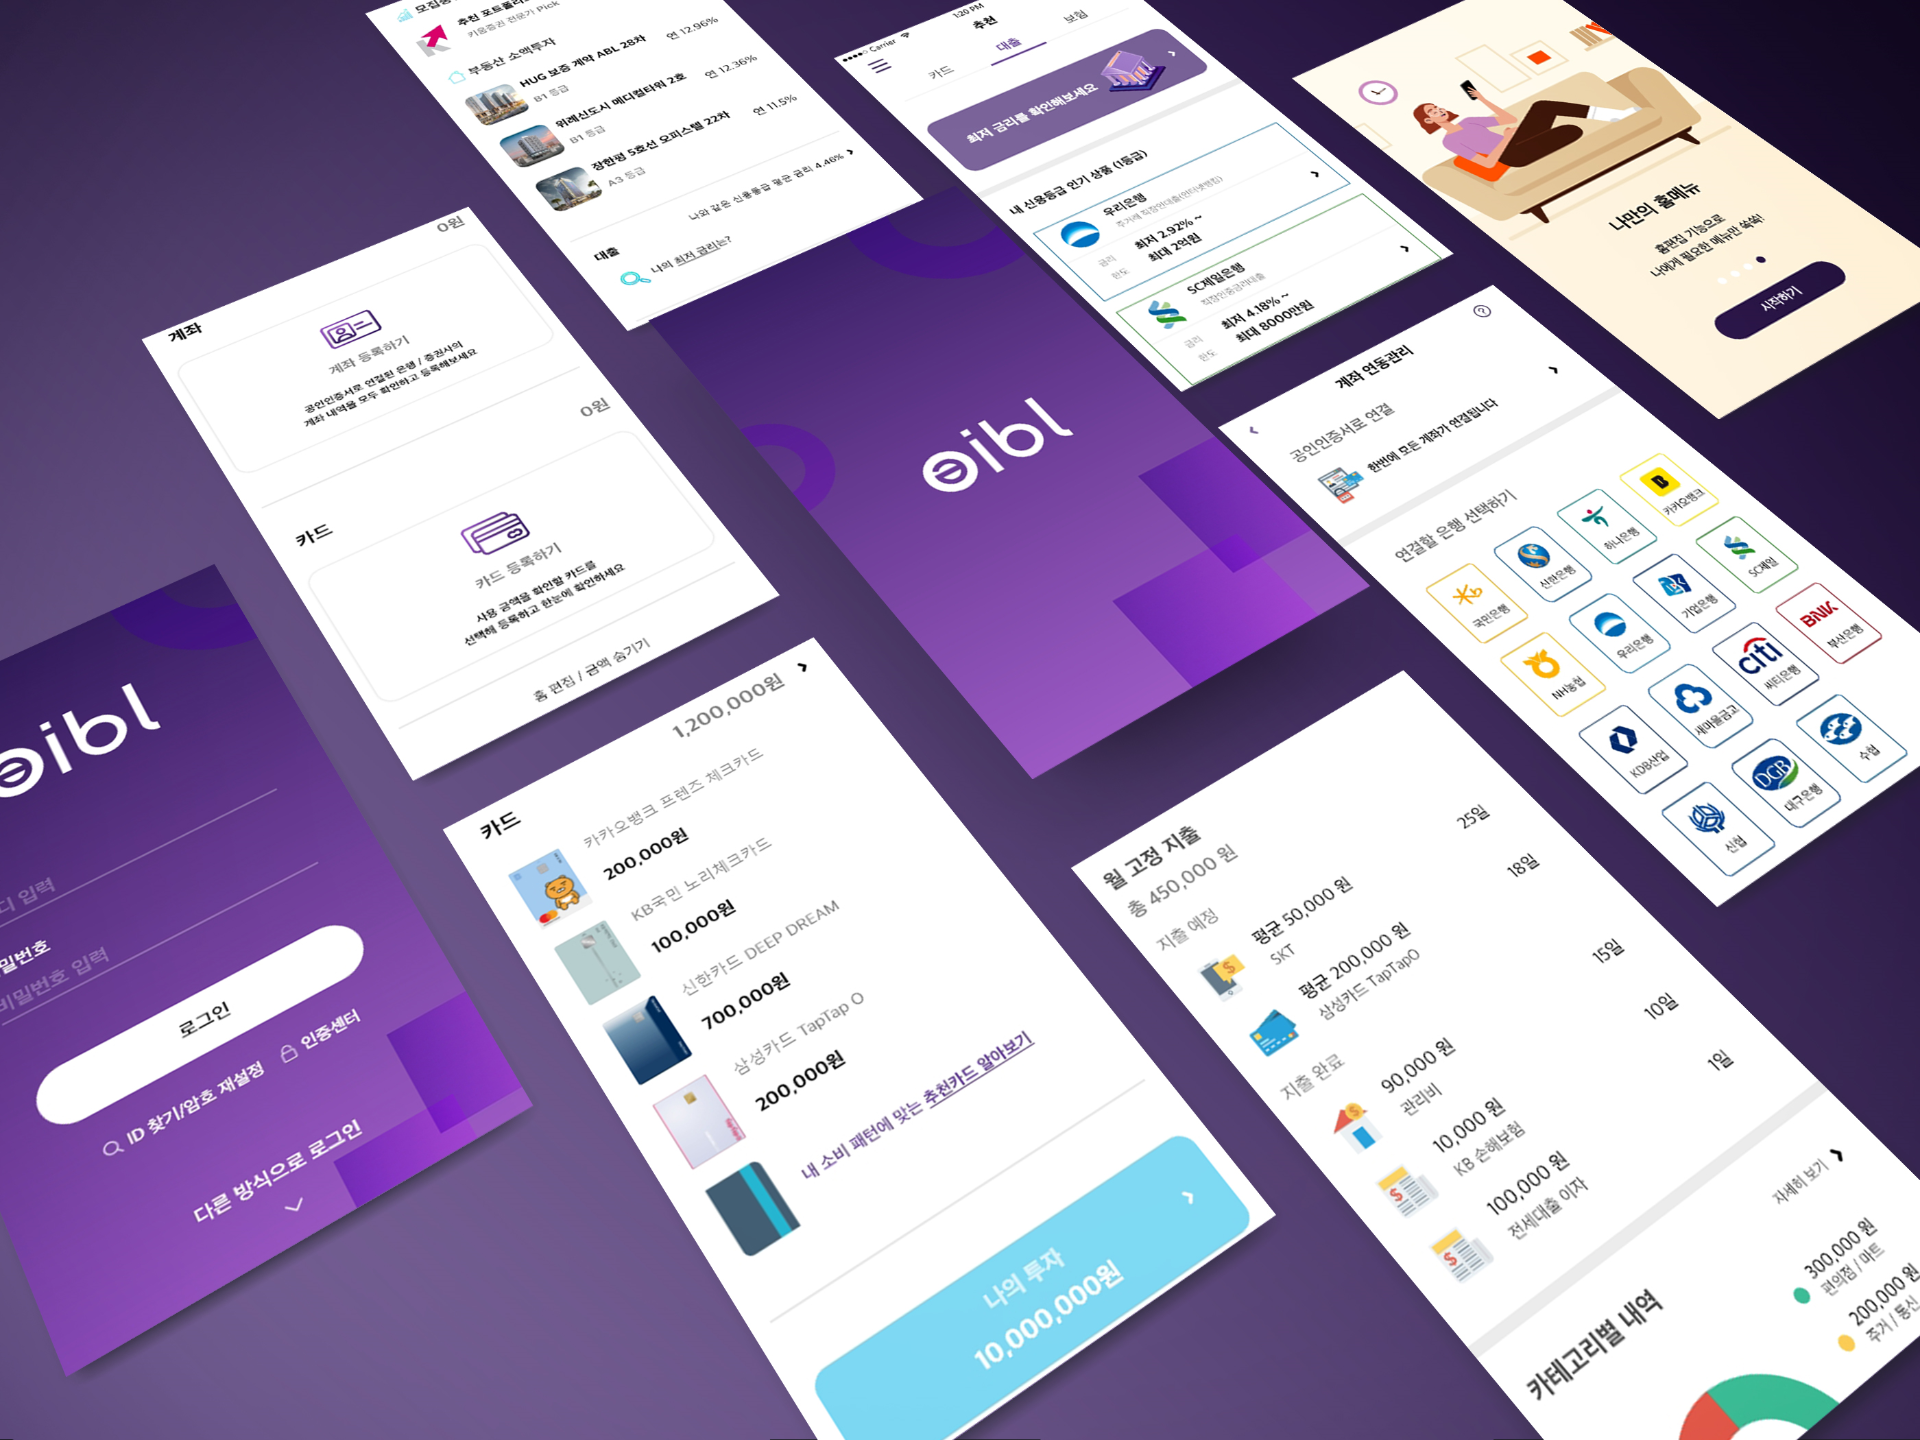 모집중
추천 포트폴리오
키움증권 전문가 Pick
부동산 소액투자
HUG 보증 계약 ABL 28차
연 12.96%
B1 등급
위례신도시 메디컬타워 2호
연 12.36%
B1 등급
장한평 5호선 오피스텔 22차
연 11.5%
A3 등급
나와 같은 신용등급 평균 금리 4.46%
대출
나의 최저 금리는?
Carrier
1:20 PM
추천
카드
대출
보험
최저 금리를 확인해보세요
내 신용등급 인기 상품 (1등급)
우리은행
주거래 직장인대출(인터넷뱅킹)
금리
최저 2.92% ~
한도
최대 2억원
SC제일은행
직장인중금리대출
금리
최저 4.18% ~
한도
최대 8000만원
나만의 홈메뉴
홈편집 기능으로
나에게 필요한 메뉴만 쏙쏙!
시작하기
0원
계좌
계좌 등록하기
공인인증서로 연결된 은행 / 증권사의
계좌 내역을 모두 확인하고 등록해보세요
0원
카드
카드 등록하기
사용 금액을 확인할 카드를
선택해 등록하고 한눈에 확인하세요
홈 편집 / 금액 숨기기
eibl
?
계좌 연동관리
공인인증서로 연결
한번에 모든 계좌가 연결됩니다
연결할 은행 선택하기
국민은행
신한은행
하나은행
카카오뱅크
NH농협
우리은행
기업은행
SC제일
KDB산업
새마을금고
citi
씨티은행
BNK
부산은행
신협
DGB
대구은행
수협
eibl
디 입력
밀번호
비밀번호 입력
로그인
ID 찾기/암호 재설정
인증센터
다른 방식으로 로그인
카드
1,200,000원
카카오뱅크 프렌즈 체크카드
200,000원
KB국민 노리체크카드
100,000원
신한카드 DEEP DREAM
700,000원
삼성카드 TapTap O
200,000원
내 소비 패턴에 맞는 추천카드 알아보기
나의 투자
10,000,000원
월 고정 지출
총 450,000 원
지출 예정
평균 50,000 원
25일
SKT
평균 200,000 원
18일
삼성카드 TapTapO
지출 완료
90,000 원
15일
관리비
10,000 원
10일
KB 손해보험
100,000 원
1일
전세대출 이자
자세히 보기
카테고리별 내역
300,000 원
편의점 / 마트
200,000 원
주거 / 통신